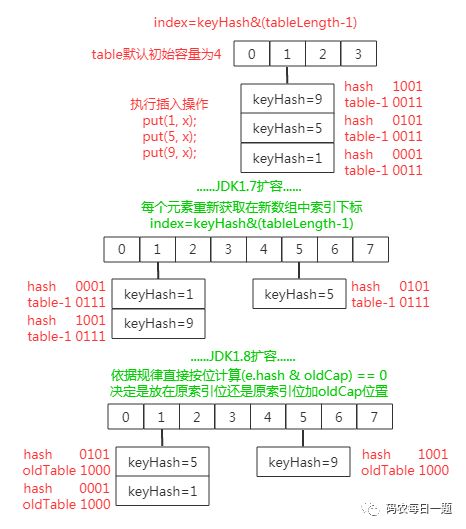 index=keyHash&(tableLength-1)
table默认初始容量为4
0 1 2 3
执行插入操作
put(1, x);
put(5, x);
put(9, x);
keyHash=9
hash 1001
table-1 0011
keyHash=5
hash 0101
table-1 0011
keyHash=1
hash 0001
table-1 0011
......JDK1.7扩容......
每个元素重新获取在新数组中索引下标
index=keyHash&(tableLength-1)
0 1 2 3 4 5 6 7
hash 0001
table-1 0111
keyHash=1
keyHash=5
hash 0101
table-1 0111
hash 1001
table-1 0111
keyHash=9
......JDK1.8扩容......
依据规律直接按位计算(e.hash & oldCap) == 0
决定是放在原索引位还是原索引位加oldCap位置
0 1 2 3 4 5 6 7
hash 0101
oldTable 1000
keyHash=5
keyHash=9
hash 1001
oldTable 1000
hash 0001
oldTable 1000
keyHash=1
码农每日一题